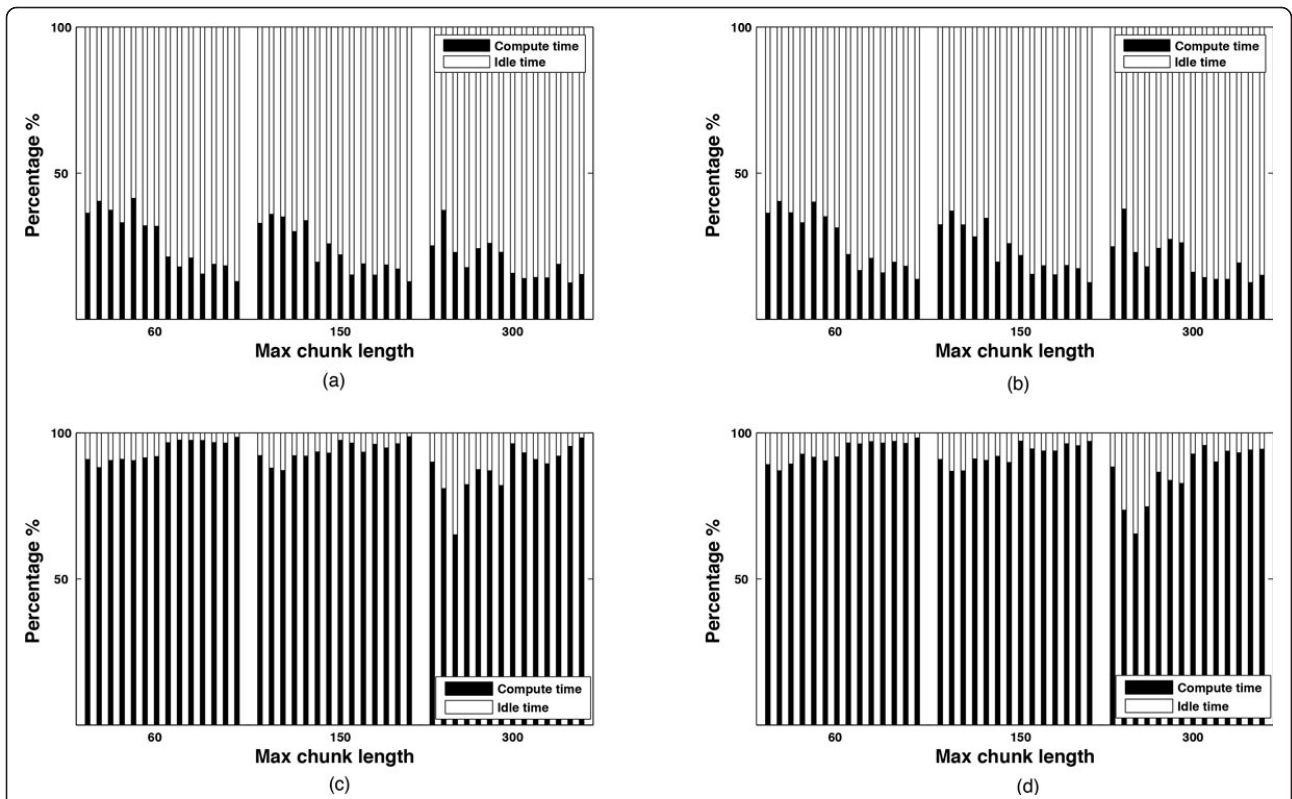 100
50
Percentage %
Compute time
Idle time
60
150
300
Max chunk length
(a)
100
50
Percentage %
Compute time
Idle time
60
150
300
Max chunk length
(b)
100
50
Percentage %
Compute time
Idle time
60
150
300
Max chunk length
(c)
100
50
Percentage %
Compute time
Idle time
60
150
300
Max chunk length
(d)